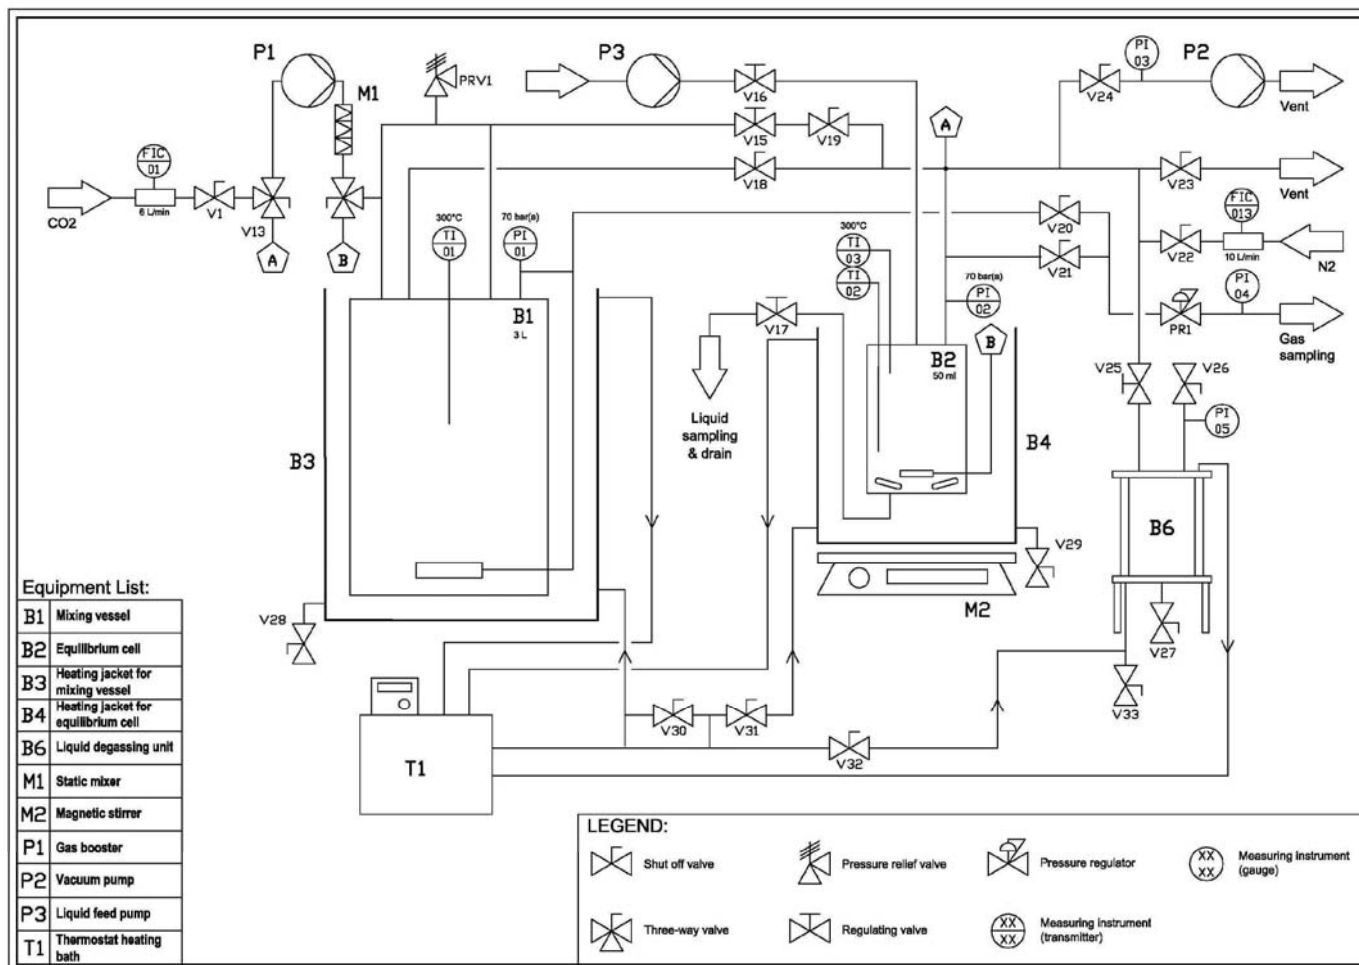 P1
M1
PRV1
P3
V16
V15
V19
V18
A
PI
03
V24
P2
Vent
FIC
01
CO2
6 L/min
V1
V13
A
B
300°C
TI
01
70 bar(a)
PI
01
V20
V21
V23
Vent
FIC
013
V22
10 L/min
N2
300°C
TI
03
TI
02
70 bar(a)
PI
02
PI
04
PR1
Gas
sampling
B1
3 L
V17
B
B2
50 ml
V25
V26
PI
05
Liquid
sampling
& drain
B3
B4
B6
V29
M2
V28
V27
V33
V30
V31
V32
T1
Equipment List:
B1 Mixing vessel
B2 Equilibrium cell
B3 Heating jacket for
mixing vessel
B4 Heating jacket for
equilibrium cell
B6 Liquid degassing unit
M1 Static mixer
M2 Magnetic stirrer
P1 Gas booster
P2 Vacuum pump
P3 Liquid feed pump
T1 Thermostat heating
bath
LEGEND:
Shut off valve
Pressure relief valve
Pressure regulator
XX
XX
Measuring instrument
(gauge)
Three-way valve
Regulating valve
XX
XX
Measuring instrument
(transmitter)